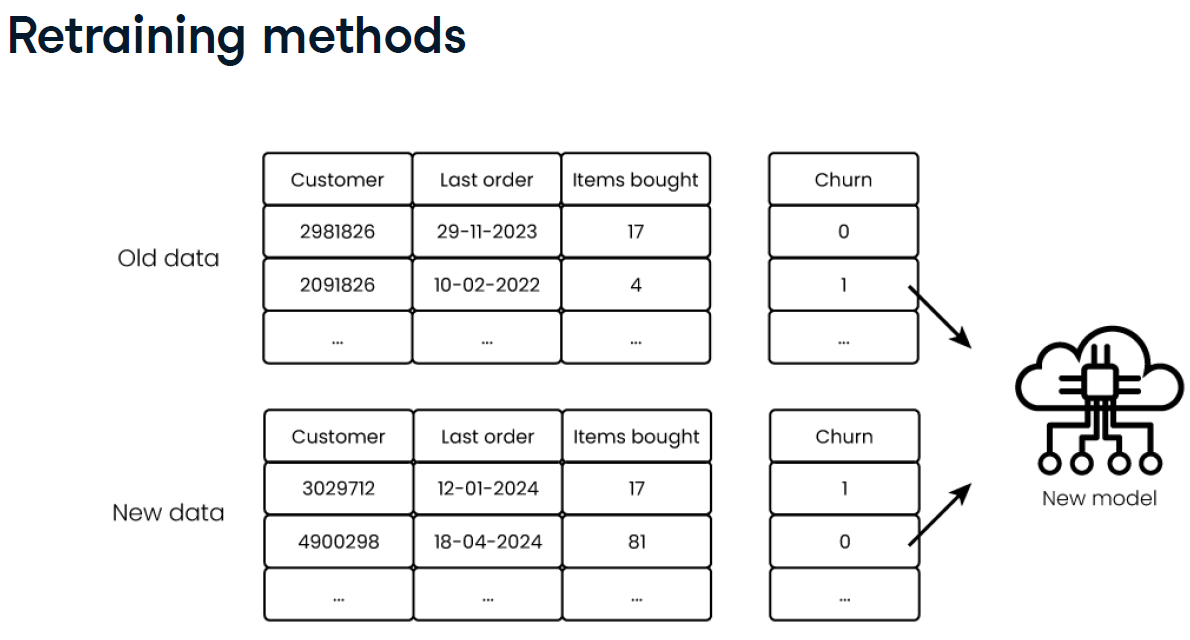 Retraining methods
Customer Last order Items bought Churn
2981826 29-11-2023 17 0
Old data
2091826 10-02-2022 4 1
... ... ... ...
Customer Last order Items bought Churn
3029712 12-01-2024 17 1
New data
4900298 18-04-2024 81 0
... ... ... ...
New model